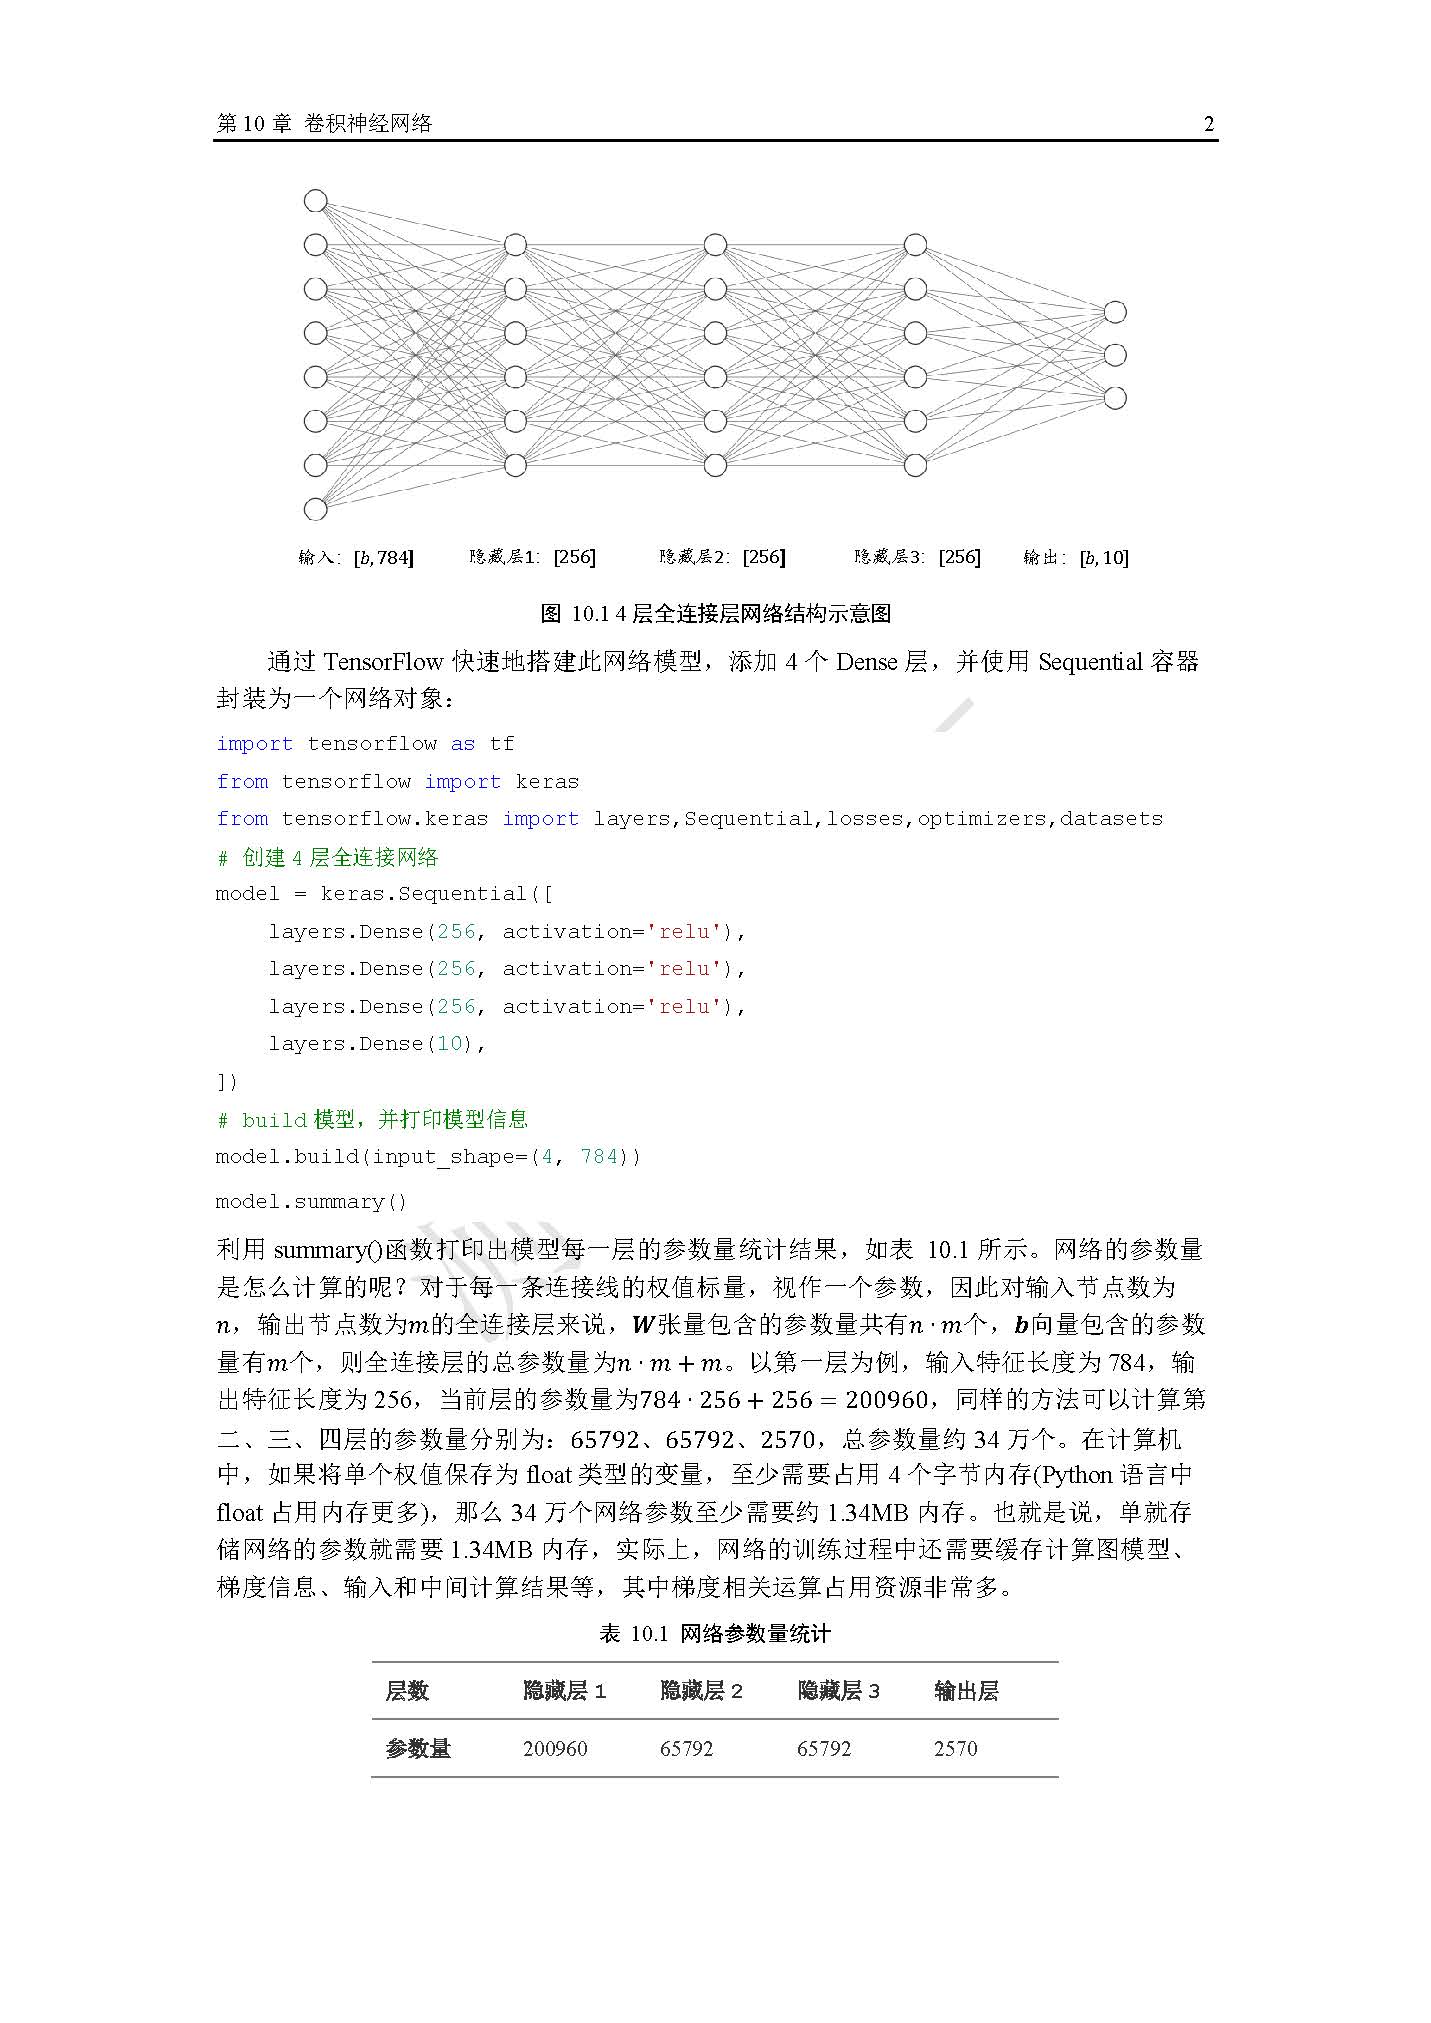 第 10 章 卷积神经网络 2
输入：[b, 784] 隐藏层1：[256] 隐藏层2：[256] 隐藏层3：[256] 输出：[b, 10]
图 10.1 4 层全连接层网络结构示意图
通过 TensorFlow 快速地搭建此网络模型，添加 4 个 Dense 层，并使用 Sequential 容器
封装为一个网络对象：
import tensorflow as tf
from tensorflow import keras
from tensorflow.keras import layers,Sequential,losses,optimizers,datasets
# 创建 4 层全连接网络
model = keras.Sequential([
    layers.Dense(256, activation='relu'),
    layers.Dense(256, activation='relu'),
    layers.Dense(256, activation='relu'),
    layers.Dense(10),
])
# build 模型，并打印模型信息
model.build(input_shape=(4, 784))
model.summary()
利用 summary()函数打印出模型每一层的参数量统计结果，如表 10.1 所示。网络的参数量
是怎么计算的呢？对于每一条连接线的权值标量，视作一个参数，因此对输入节点数为
n，输出节点数为m的全连接层来说，W张量包含的参数量共有n · m个，b向量包含的参数
量有m个，则全连接层的总参数量为n · m + m。以第一层为例，输入特征长度为 784，输
出特征长度为 256，当前层的参数量为784 · 256 + 256 = 200960，同样的方法可以计算第
二、三、四层的参数量分别为：65792、65792、2570，总参数量约 34 万个。在计算机
中，如果将单个权值保存为 float 类型的变量，至少需要占用 4 个字节内存(Python 语言中
float 占用内存更多)，那么 34 万个网络参数至少需要约 1.34MB 内存。也就是说，单就存
储网络的参数就需要 1.34MB 内存，实际上，网络的训练过程中还需要缓存计算图模型、
梯度信息、输入和中间计算结果等，其中梯度相关运算占用资源非常多。
表 10.1 网络参数量统计
层数 隐藏层 1 隐藏层 2 隐藏层 3 输出层
参数量 200960 65792 65792 2570